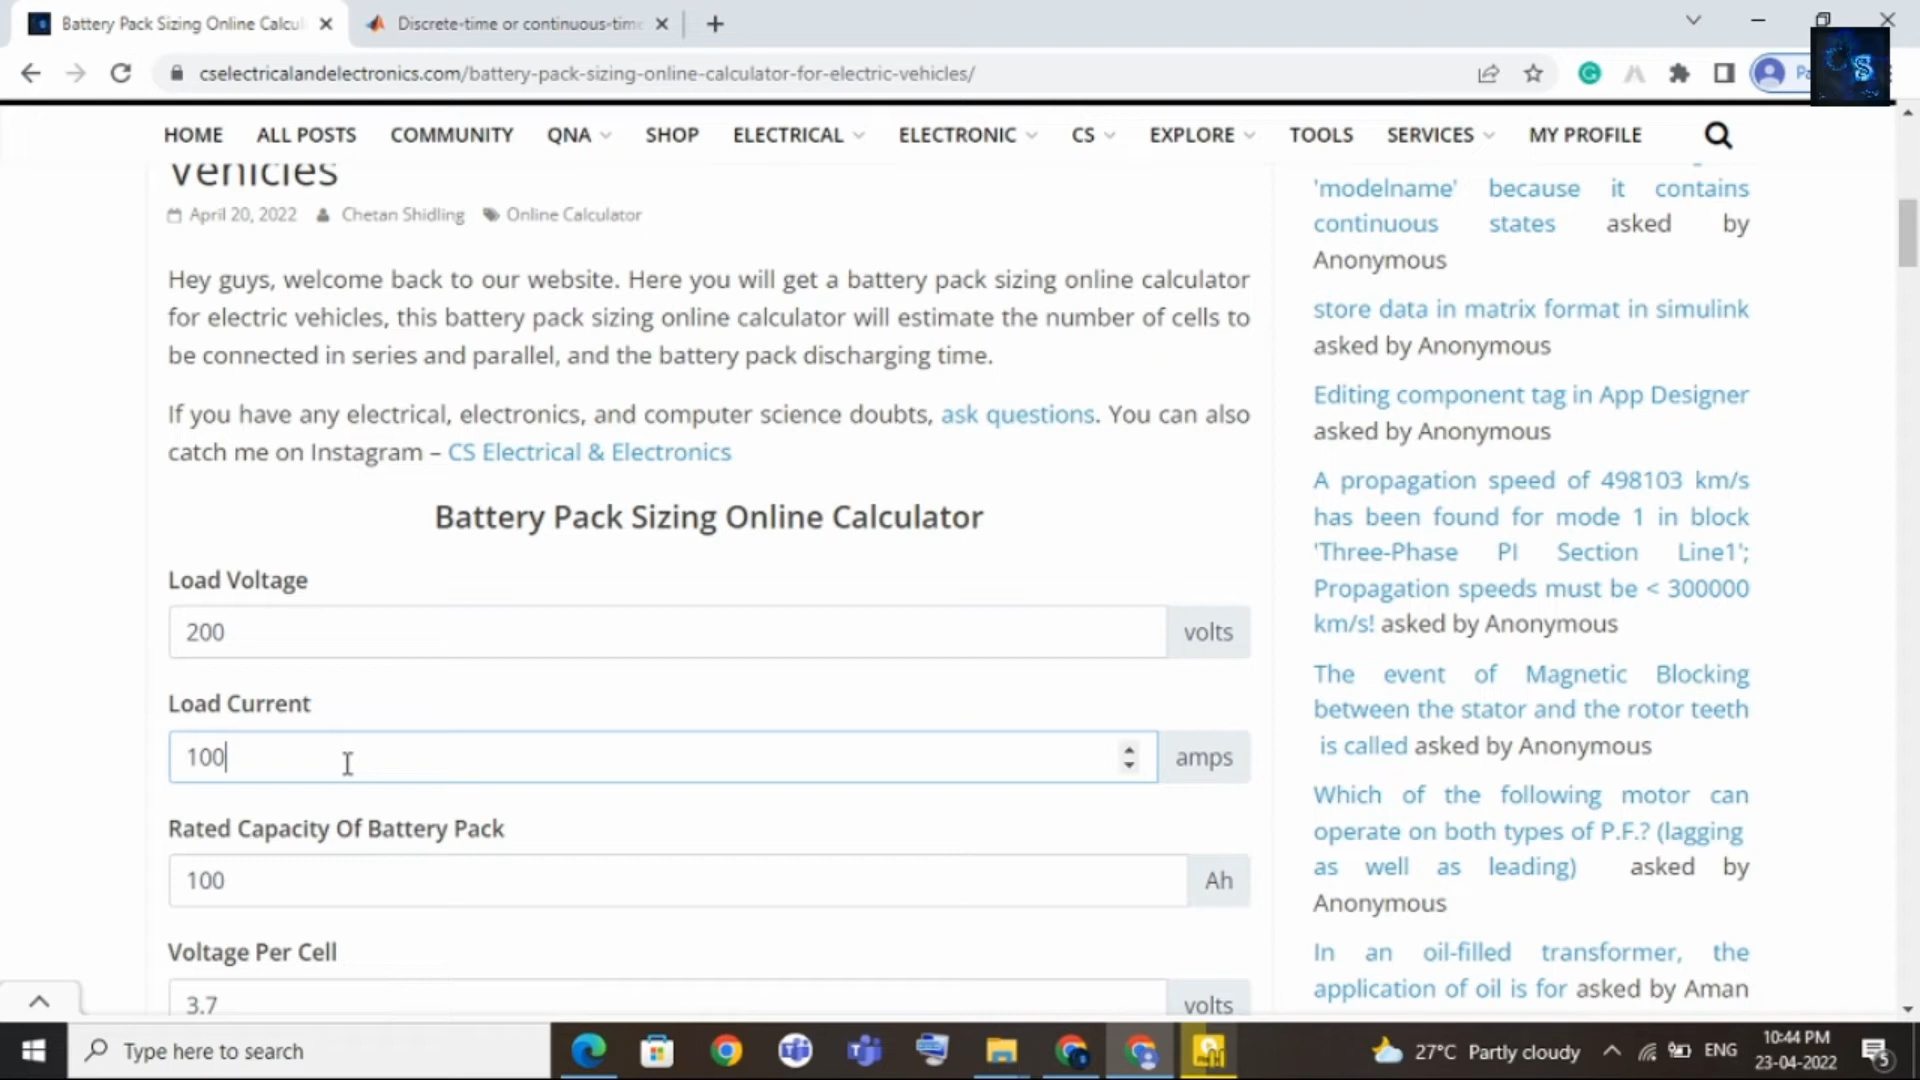 Battery Pack Sizing Online Calcul
Discrete-time or continuous-time
cselectricalandelectronics.com/battery-pack-sizing-online-calculator-for-electric-vehicles/
HOME ALL POSTS COMMUNITY QNA SHOP ELECTRICAL ELECTRONIC CS EXPLORE TOOLS SERVICES MY PROFILE
Vehicles
April 20, 2022 Chetan Shidling Online Calculator
Hey guys, welcome back to our website. Here you will get a battery pack sizing online calculator
for electric vehicles, this battery pack sizing online calculator will estimate the number of cells to
be connected in series and parallel, and the battery pack discharging time.
If you have any electrical, electronics, and computer science doubts, ask questions. You can also
catch me on Instagram – CS Electrical & Electronics
Battery Pack Sizing Online Calculator
Load Voltage
200 volts
Load Current
100 amps
Rated Capacity Of Battery Pack
100 Ah
Voltage Per Cell
3.7 volts
'modelname' because it contains
continuous states asked by
Anonymous
store data in matrix format in simulink
asked by Anonymous
Editing component tag in App Designer
asked by Anonymous
A propagation speed of 498103 km/s
has been found for mode 1 in block
'Three-Phase PI Section Line1';
Propagation speeds must be < 300000
km/s! asked by Anonymous
The event of Magnetic Blocking
between the stator and the rotor teeth
is called asked by Anonymous
Which of the following motor can
operate on both types of P.F.? (lagging
as well as leading) asked by
Anonymous
In an oil-filled transformer, the
application of oil is for asked by Aman
Type here to search
27°C Partly cloudy
ENG
10:44 PM
23-04-2022
5